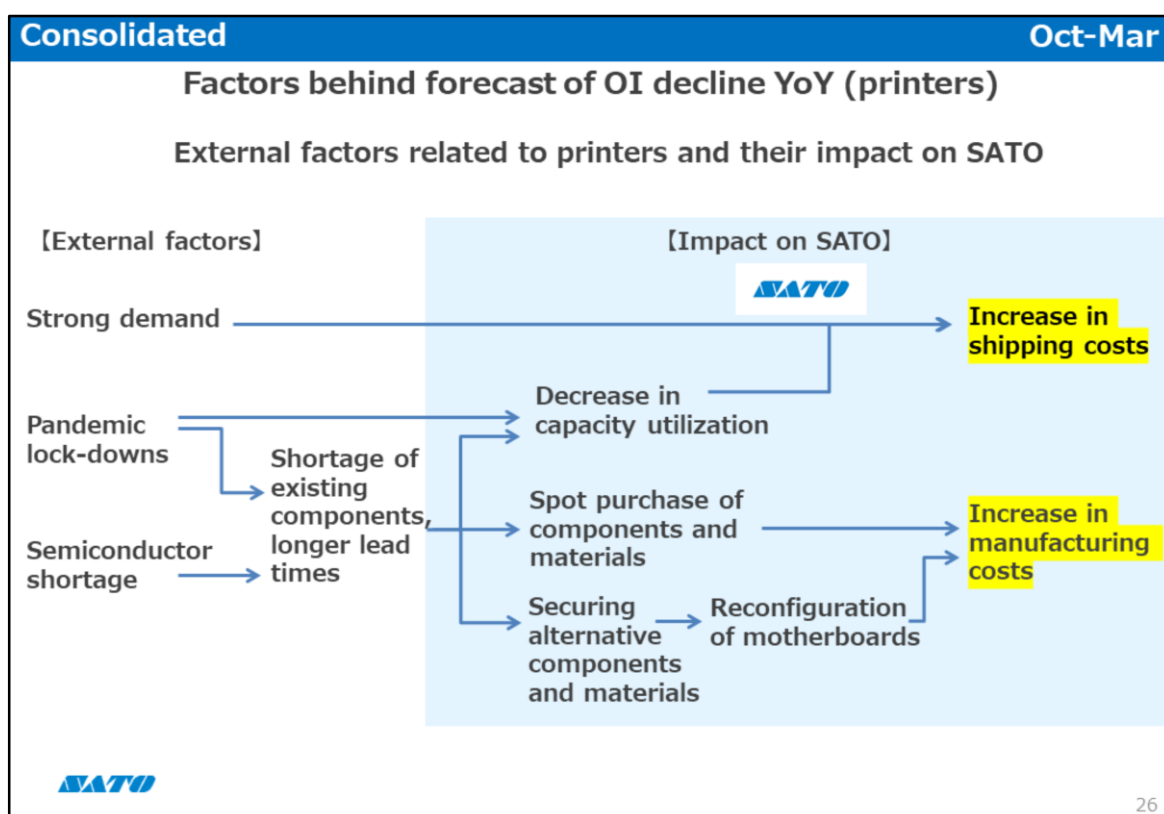 Consolidated
Oct-Mar
Factors behind forecast of OI decline YoY (printers)
External factors related to printers and their impact on SATO
【External factors】
【Impact on SATO】
SATO
Strong demand
Increase in
shipping costs
Decrease in
capacity utilization
Pandemic
lock-downs
Shortage of
existing
components,
longer lead
times
Spot purchase of
components and
materials
Increase in
manufacturing
costs
Semiconductor
shortage
Securing
alternative
components
and materials
Reconfiguration
of motherboards
SATO
26